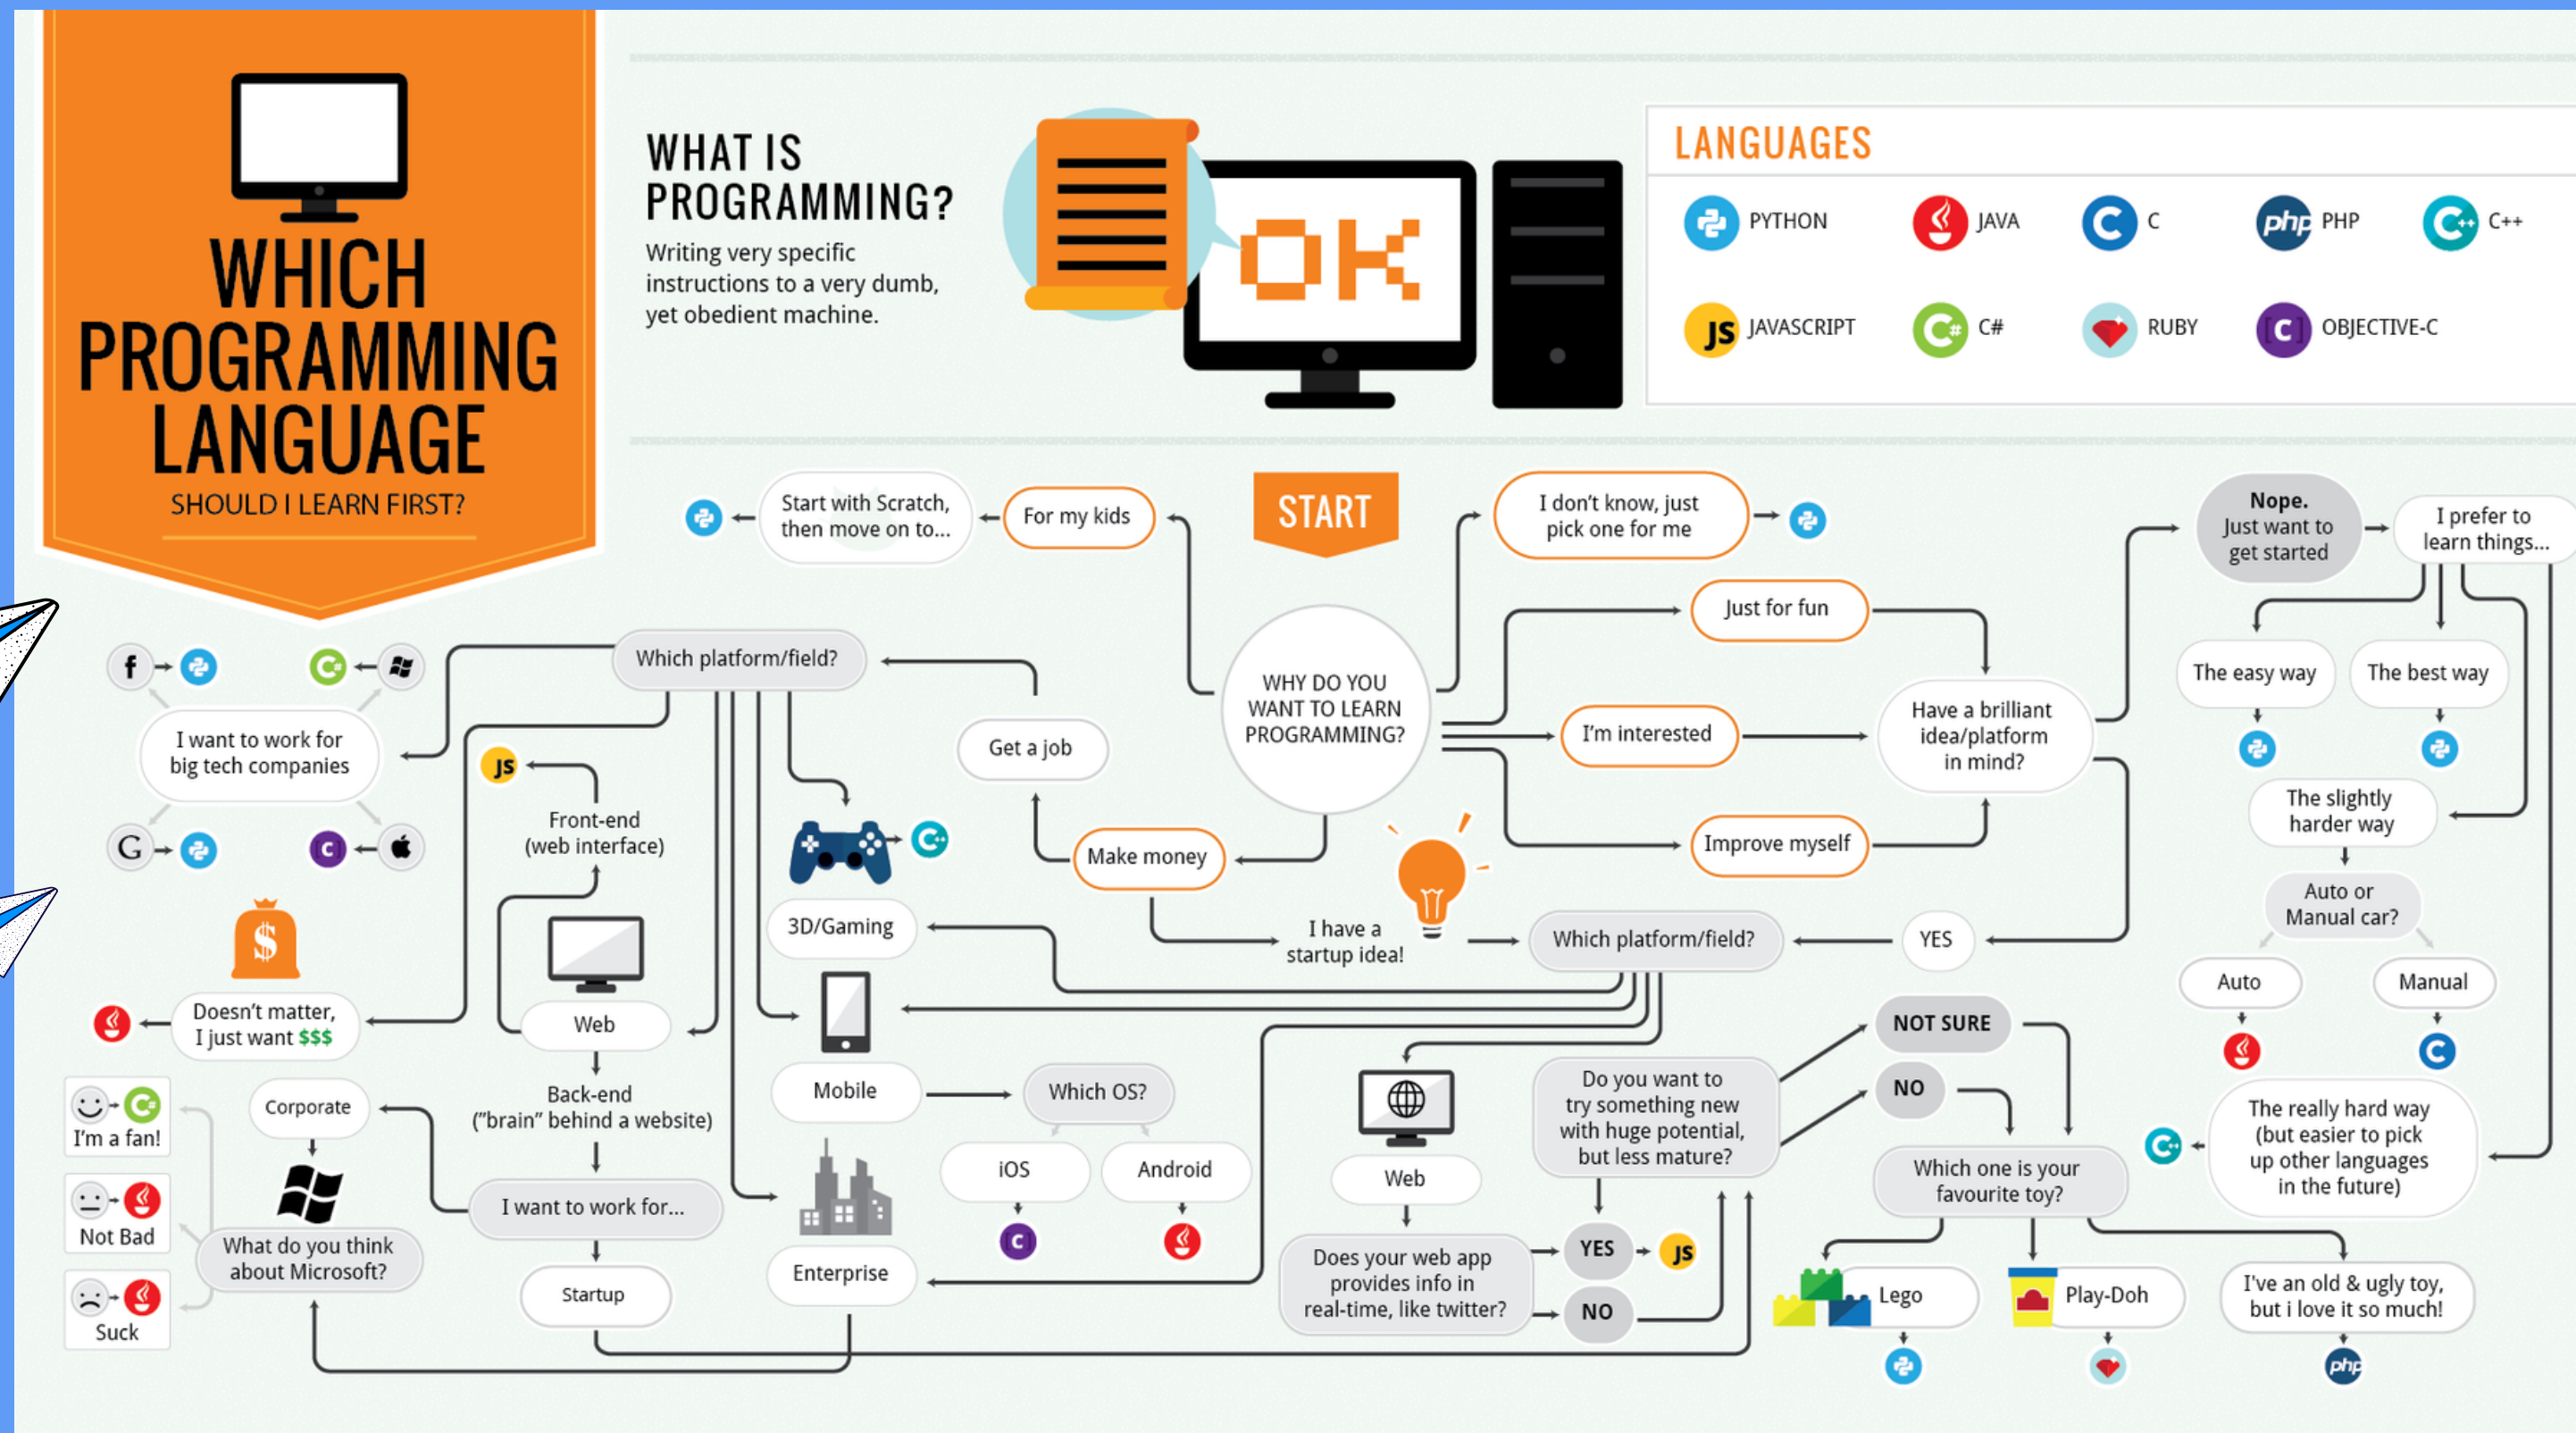 WHICH
PROGRAMMING
LANGUAGE
SHOULD I LEARN FIRST?
WHAT IS
PROGRAMMING?
Writing very specific
instructions to a very dumb,
yet obedient machine.
OK
LANGUAGES
PYTHON
JAVA
C
C
php
PHP
C++
C++
JS
JAVASCRIPT
C#
C#
RUBY
[C]
OBJECTIVE-C
START
WHY DO YOU
WANT TO LEARN
PROGRAMMING?
For my kids
Start with Scratch,
then move on to...
I don't know, just
pick one for me
Just for fun
I'm interested
Improve myself
Have a brilliant
idea/platform
in mind?
Nope.
Just want to
get started
I prefer to
learn things...
The easy way
The best way
The slightly
harder way
Auto or
Manual car?
Auto
Manual
C
The really hard way
(but easier to pick
up other languages
in the future)
C++
YES
Which platform/field?
Make money
I have a
startup idea!
Get a job
Which platform/field?
I want to work for
big tech companies
f
C#
G
[C]
$
Doesn't matter,
I just want $$$
JS
Front-end
(web interface)
Web
Back-end
("brain" behind a website)
I want to work for...
Corporate
Startup
What do you think
about Microsoft?
C#
I'm a fan!
Not Bad
Suck
C++
3D/Gaming
Mobile
Which OS?
iOS
Android
[C]
Enterprise
Web
Does your web app
provides info in
real-time, like twitter?
YES
JS
NO
Do you want to
try something new
with huge potential,
but less mature?
NOT SURE
NO
Which one is your
favourite toy?
Lego
Play-Doh
I've an old & ugly toy,
but i love it so much!
php